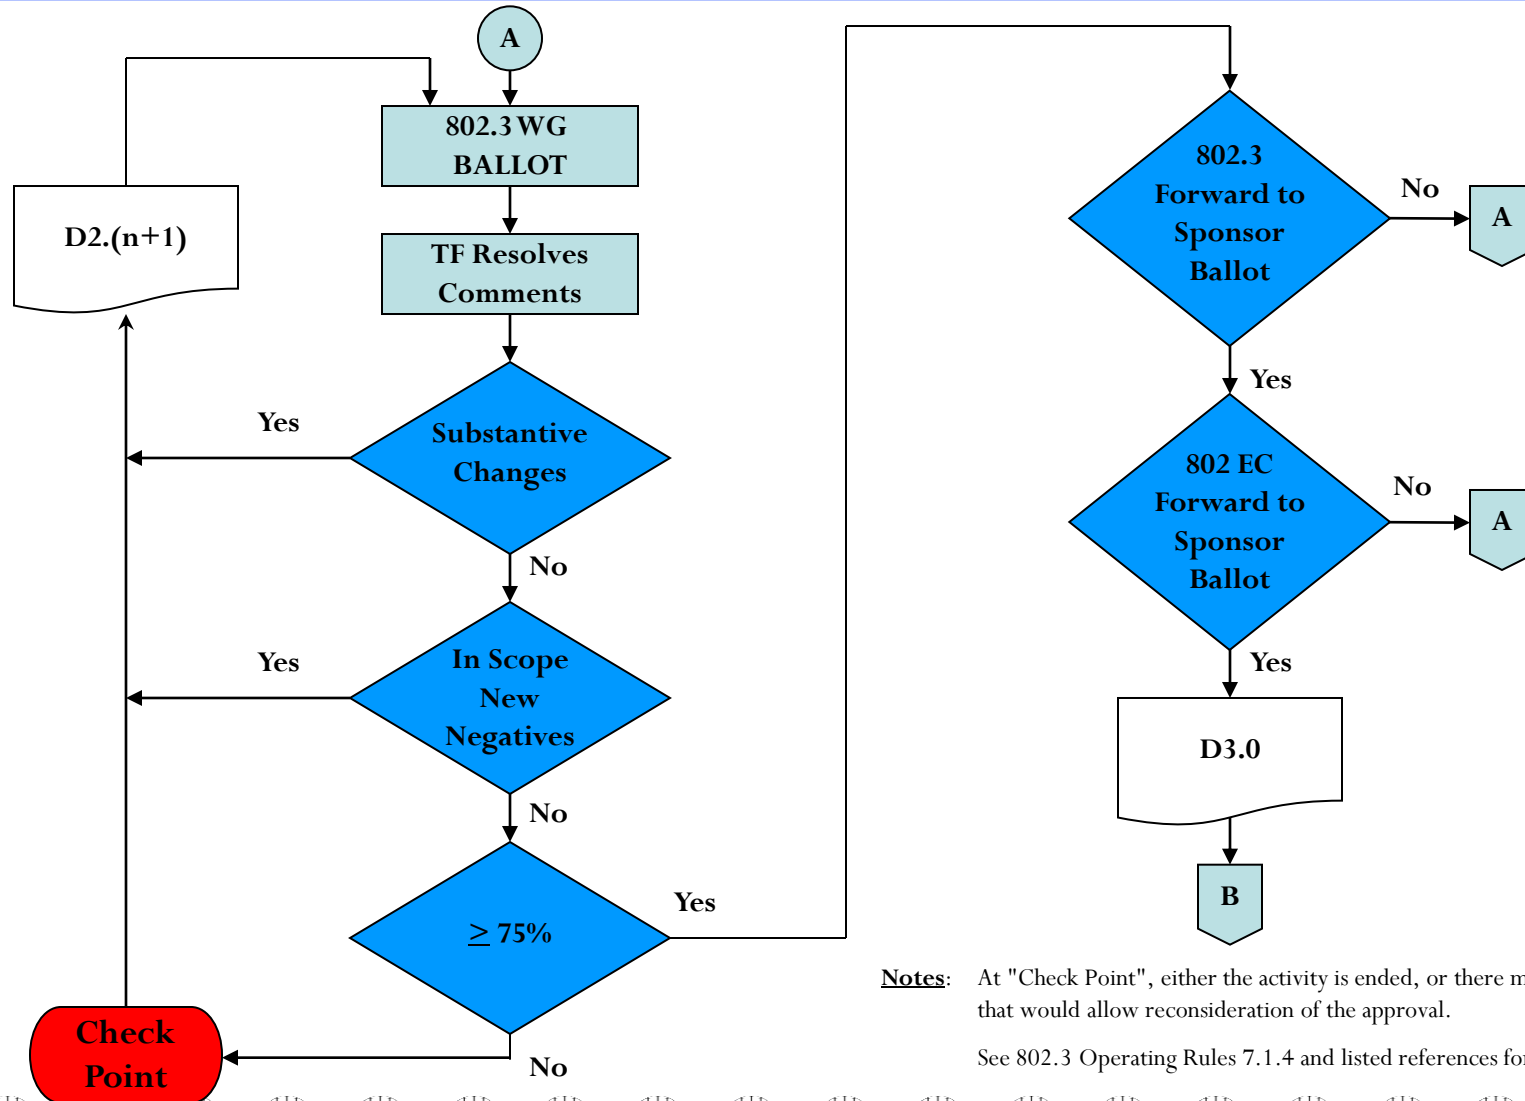 A
802.3 WG
BALLOT
D2.(n+1)
TF Resolves
Comments
Yes
Substantive
Changes
No
Yes
In Scope
New
Negatives
No
≥ 75%
Yes
No
Check
Point
802.3
Forward to
Sponsor
Ballot
No
A
Yes
802 EC
Forward to
Sponsor
Ballot
No
A
Yes
D3.0
B
Notes: At "Check Point", either the activity is ended, or there
that would allow reconsideration of the approval.
See 802.3 Operating Rules 7.1.4 and listed references for